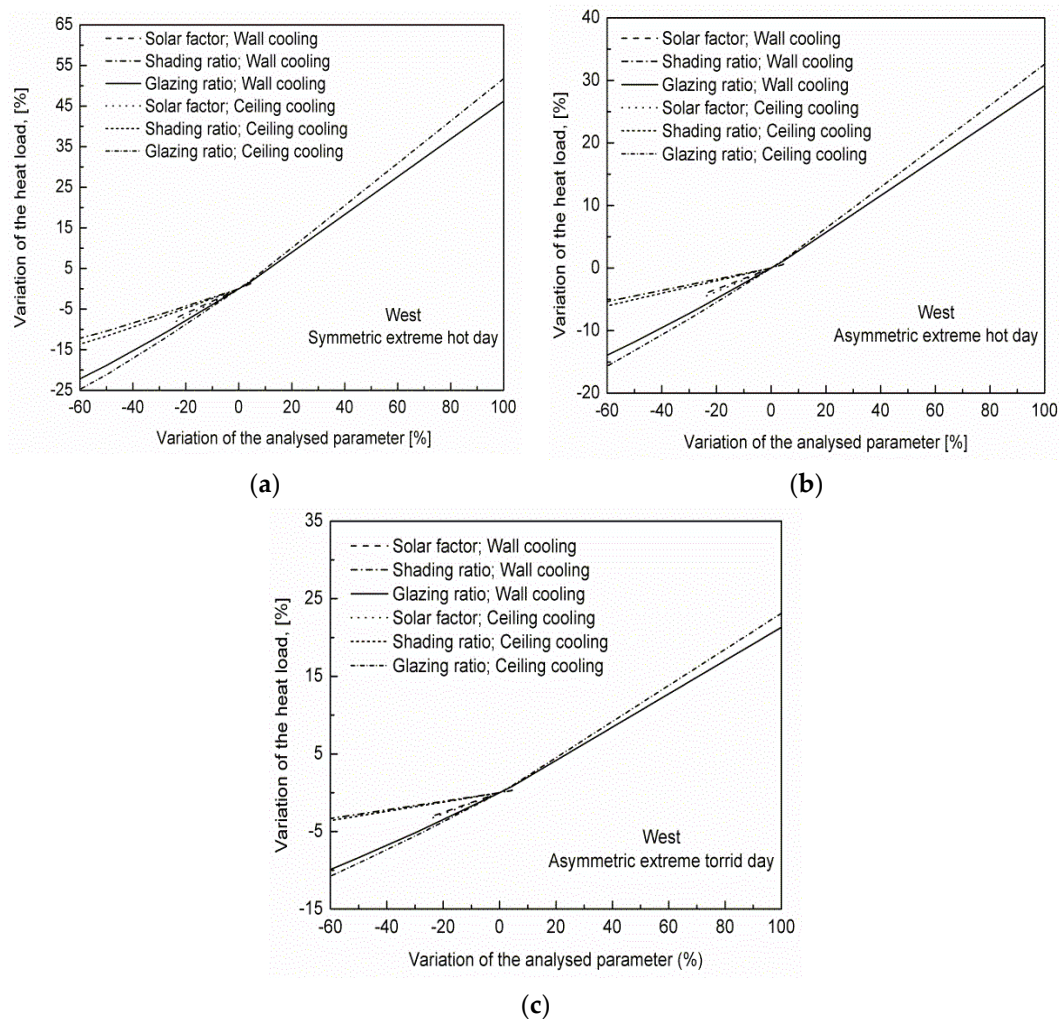 65
55
45
35
25
15
5
-5
-15
-25
Variation of the heat load, [%]
Solar factor; Wall cooling
Shading ratio; Wall cooling
Glazing ratio; Wall cooling
Solar factor; Ceiling cooling
Shading ratio; Ceiling cooling
Glazing ratio; Ceiling cooling
West
Symmetric extreme hot day
-60 -40 -20 0 20 40 60 80 100
Variation of the analysed parameter [%]
(a)
40
30
20
10
0
-10
-20
Variation of the heat load, [%]
Solar factor; Wall cooling
Shading ratio; Wall cooling
Glazing ratio; Wall cooling
Solar factor; Ceiling cooling
Shading ratio; Ceiling cooling
Glazing ratio; Ceiling cooling
West
Asymmetric extreme hot day
-60 -40 -20 0 20 40 60 80 100
Variation of the analysed parameter [%]
(b)
35
25
15
5
-5
-15
Variation of the heat load, [%]
Solar factor; Wall cooling
Shading ratio; Wall cooling
Glazing ratio; Wall cooling
Solar factor; Ceiling cooling
Shading ratio; Ceiling cooling
Glazing ratio; Ceiling cooling
West
Asymmetric extreme torrid day
-60 -40 -20 0 20 40 60 80 100
Variation of the analysed parameter (%)
(c)